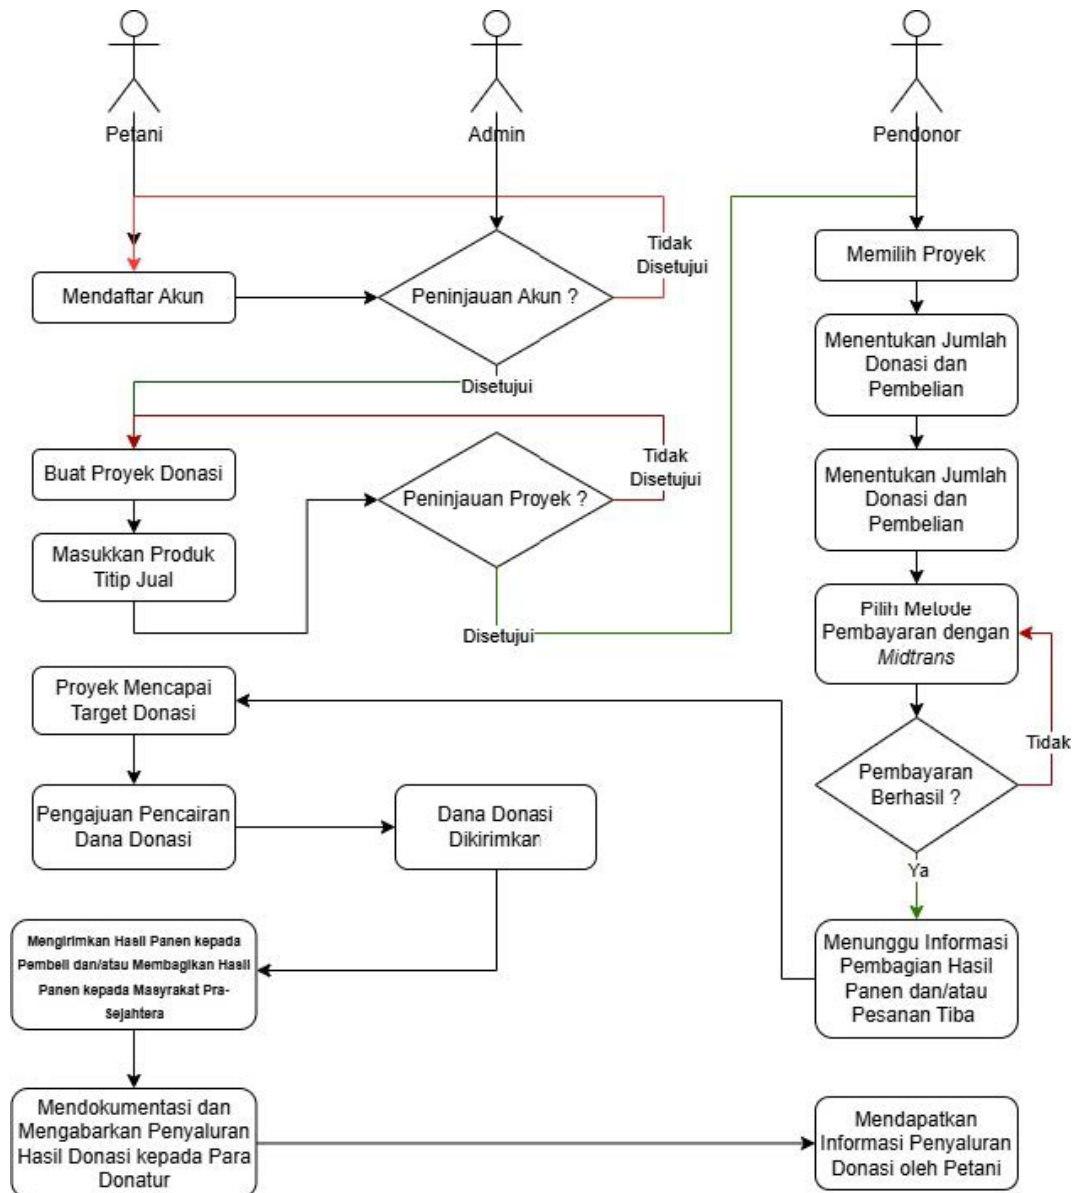 Petani
Admin
Pendonor
Tidak
Disetujui
Memilih Proyek
Mendaftar Akun
Peninjauan Akun ?
Menentukan Jumlah
Donasi dan
Pembelian
Disetujui
Buat Proyek Donasi
Peninjauan Proyek ?
Tidak
Disetujui
Menentukan Jumlah
Donasi dan
Pembelian
Masukkan Produk
Titip Jual
Disetujui
Pilih Metode
Pembayaran dengan
Midtrans
Proyek Mencapai
Target Donasi
Tidak
Pembayaran
Berhasil ?
Pengajuan Pencairan
Dana Donasi
Dana Donasi
Dikirimkan
Ya
Mengirimkan Hasil Panen kepada
Pembeli dan/atau Membagikan Hasil
Panen kepada Masyrakat Pra-
Sejahtera
Menunggu Informasi
Pembagian Hasil
Panen dan/atau
Pesanan Tiba
Mendokumentasi dan
Mengabarkan Penyaluran
Hasil Donasi kepada Para
Donatur
Mendapatkan
Informasi Penyaluran
Donasi oleh Petani